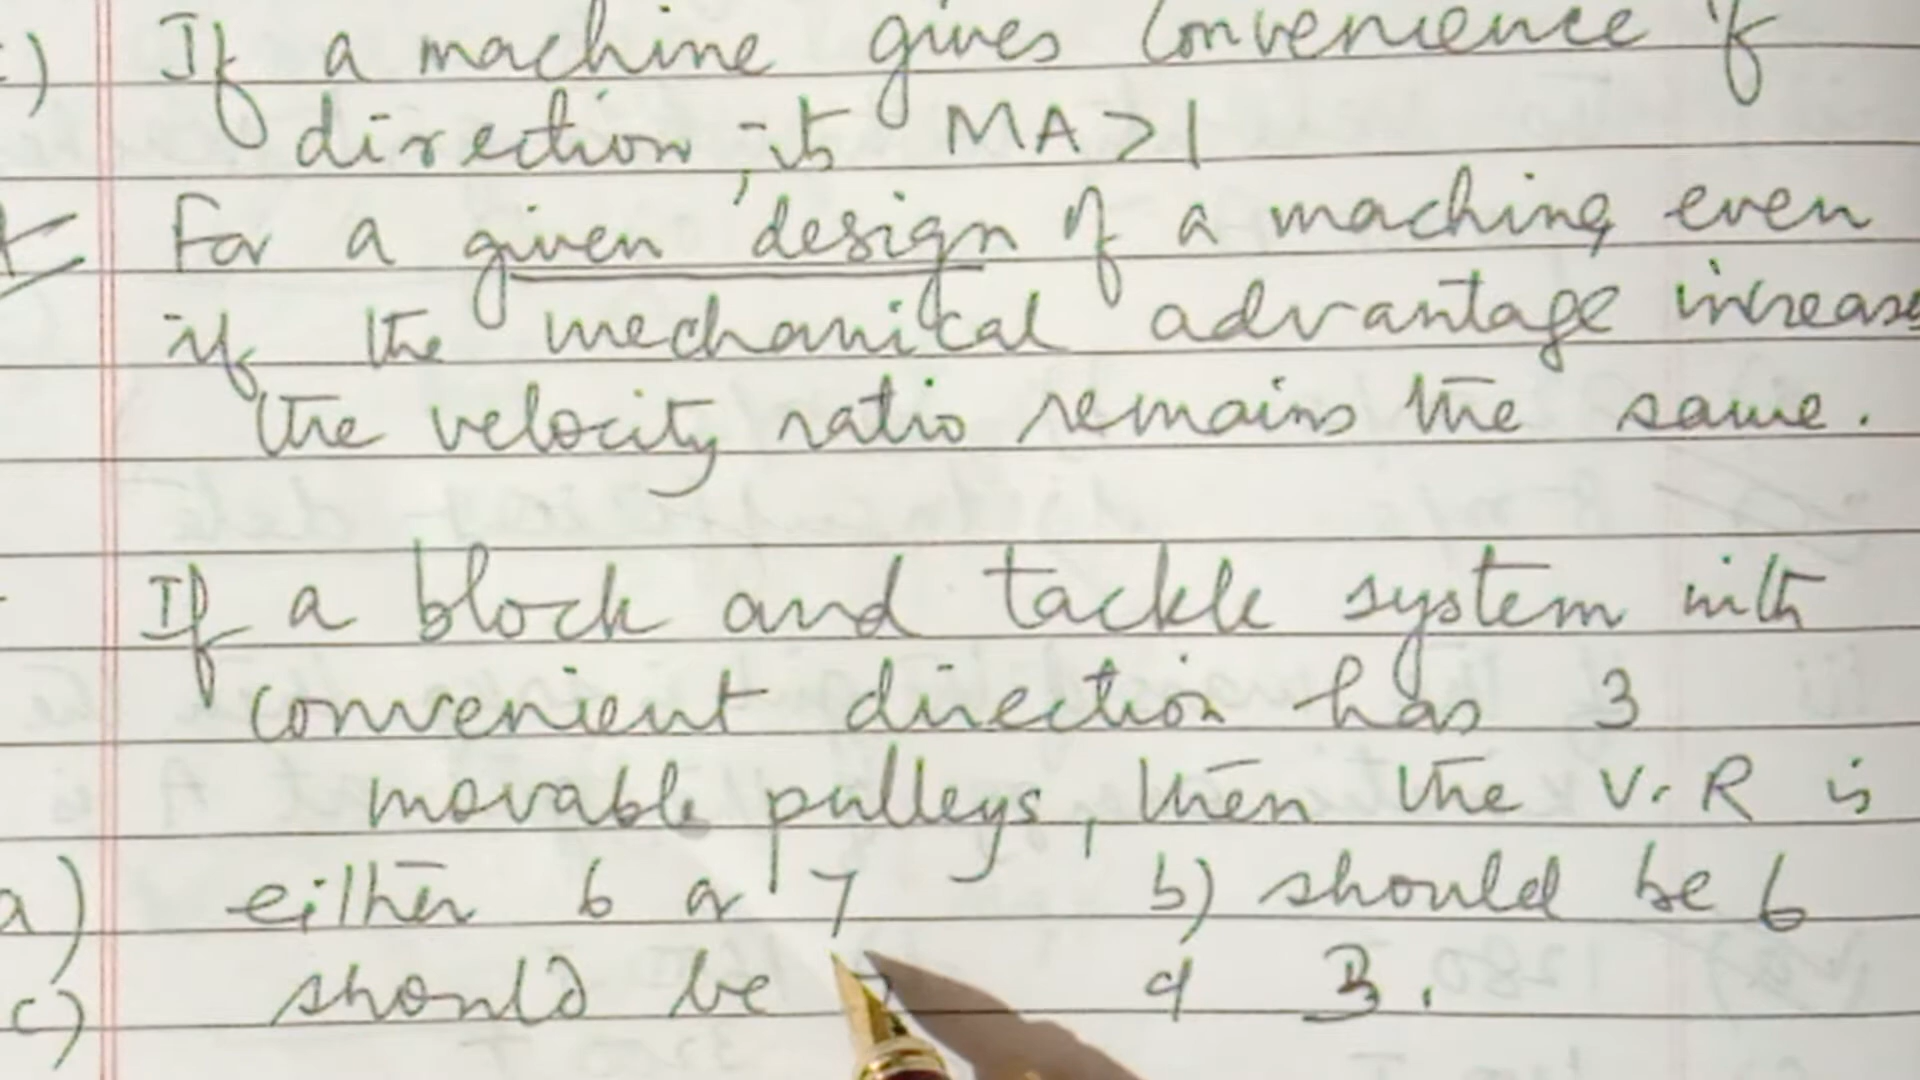 c) If a machine gives convenience of
direction, its MA > 1
For a given design of a machine, even
if the mechanical advantage increases
the velocity ratio remains the same.
If a block and tackle system with
convenient direction has 3
movable pulleys, then the V.R is
a) either 6 or 7 b) should be 6
c) should be 7 d 3.